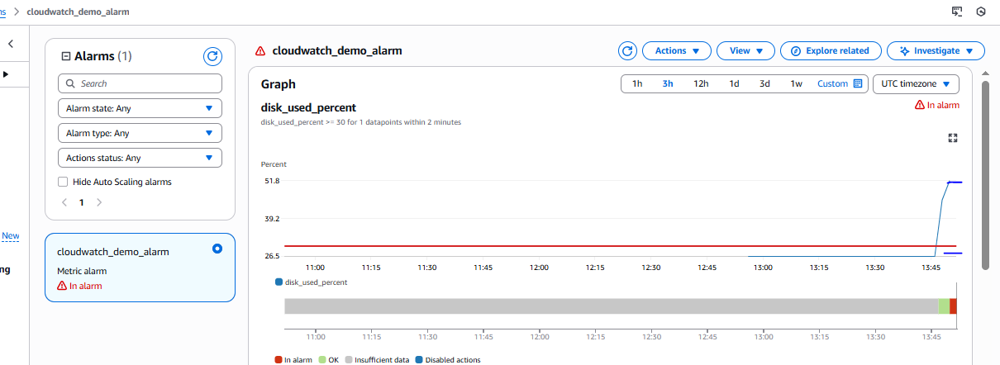 ns > cloudwatch_demo_alarm
Alarms (1)
Search
Alarm state: Any
Alarm type: Any
Actions status: Any
Hide Auto Scaling alarms
1
New
ng
cloudwatch_demo_alarm
Metric alarm
In alarm
cloudwatch_demo_alarm
Actions
View
Explore related
Investigate
Graph
1h 3h 12h 1d 3d 1w Custom
UTC timezone
disk_used_percent
In alarm
disk_used_percent >= 30 for 1 datapoints within 2 minutes
Percent
51.8
39.2
26.5
11:00 11:15 11:30 11:45 12:00 12:15 12:30 12:45 13:00 13:15 13:30 13:45
disk_used_percent
11:00 11:15 11:30 11:45 12:00 12:15 12:30 12:45 13:00 13:15 13:30 13:45
In alarm OK Insufficient data Disabled actions